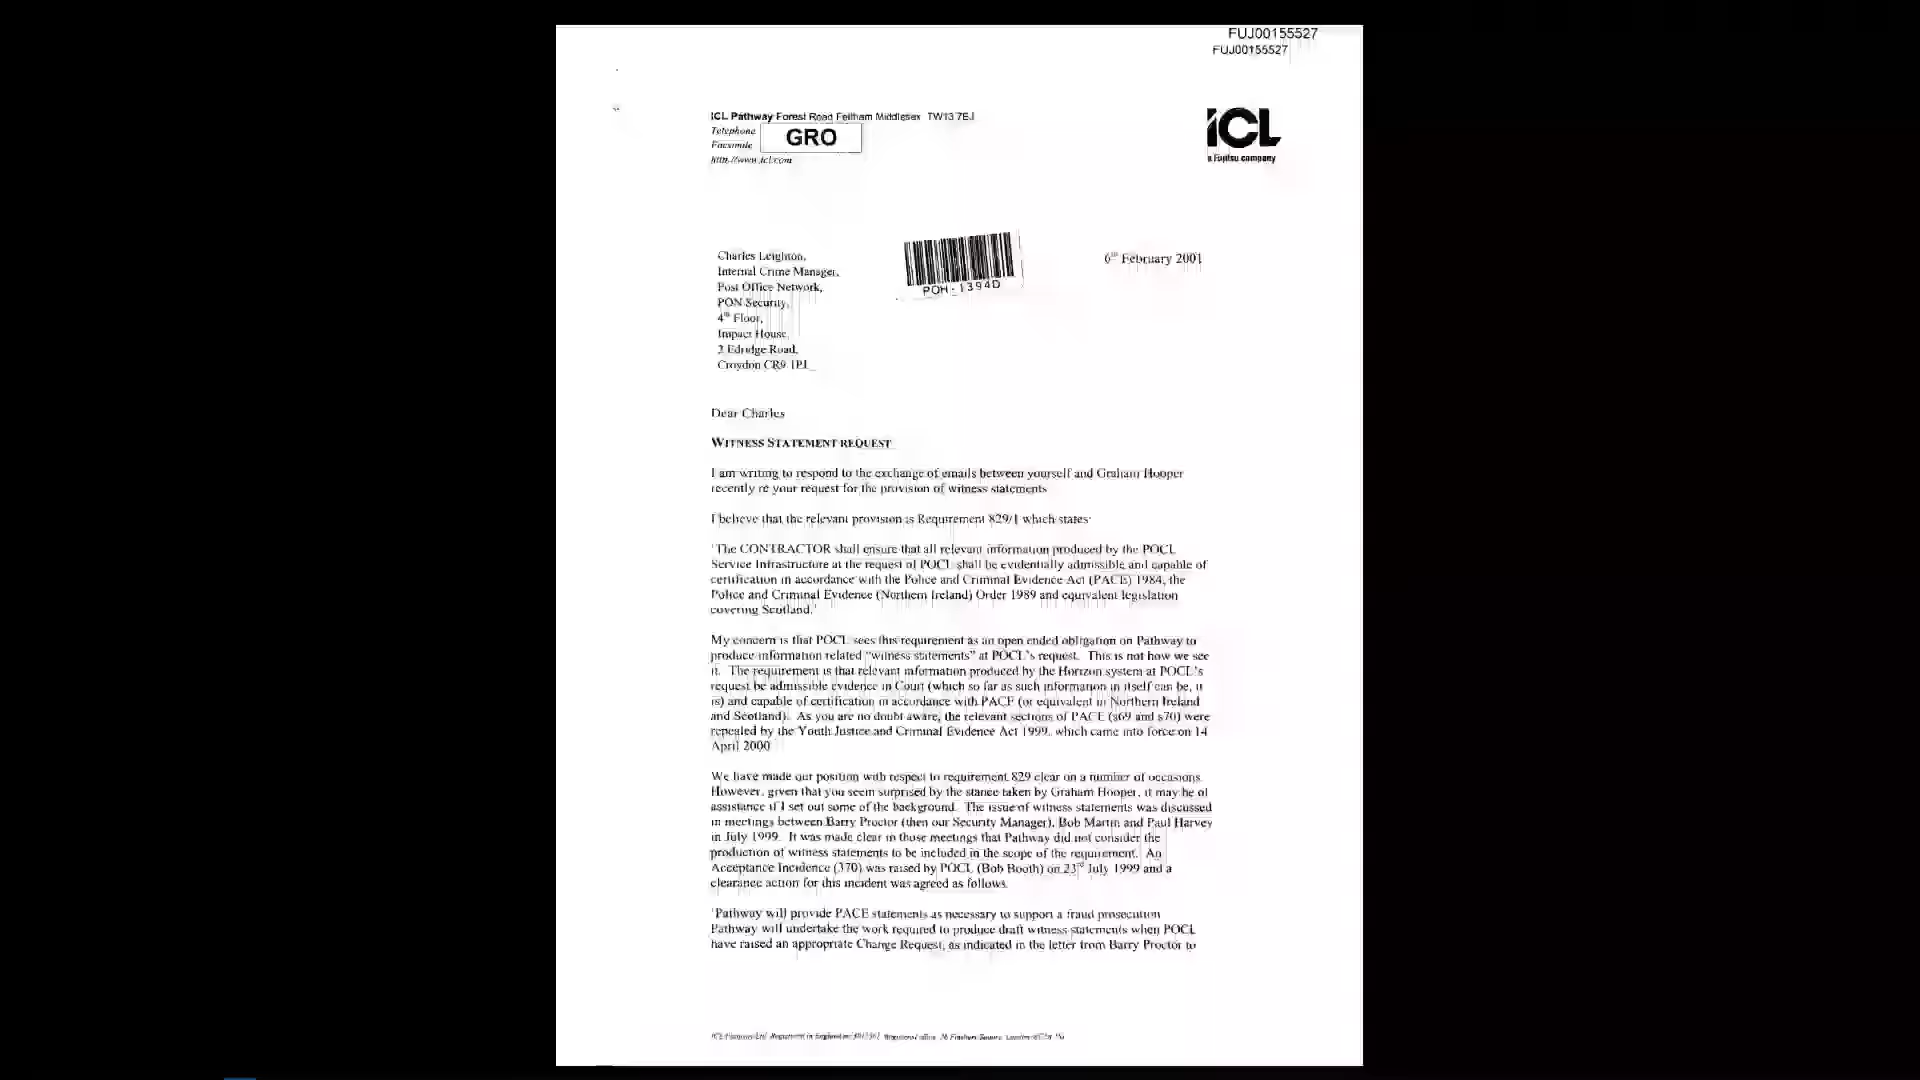 FUJ00155527
FUJ00155527
ICL Pathway Forest Road Feltham Middlesex TW13 7EJ
Telephone
Facsimile
GRO
http://www.icl.com
ICL
a Fujitsu company
Charles Leighton,
Internal Crime Manager,
Post Office Network,
PON Security,
4th Floor,
Impact House,
2 Edridge Road,
Croydon CR9 1PJ
POH-1394D
6th February 2001
Dear Charles
WITNESS STATEMENT REQUEST
I am writing to respond to the exchange of emails between yourself and Graham Hooper
recently re your request for the provision of witness statements
I believe that the relevant provision is Requirement 829/1 which states:
'The CONTRACTOR shall ensure that all relevant information produced by the POCL
Service Infrastructure at the request of POCL shall be evidentially admissible and capable of
certification in accordance with the Police and Criminal Evidence Act (PACE) 1984, the
Police and Criminal Evidence (Northern Ireland) Order 1989 and equivalent legislation
covering Scotland.'
My concern is that POCL sees this requirement as an open ended obligation on Pathway to
produce information related "witness statements" at POCL's request. This is not how we see
it. The requirement is that relevant information produced by the Horizon system at POCL's
request be admissible evidence in Court (which so far as such information in itself can be, it
is) and capable of certification in accordance with PACE (or equivalent in Northern Ireland
and Scotland). As you are no doubt aware, the relevant sections of PACE (s69 and s70) were
repealed by the Youth Justice and Criminal Evidence Act 1999, which came into force on 14
April 2000
We have made our position with respect to requirement 829 clear on a number of occasions.
However, given that you seem surprised by the stance taken by Graham Hooper, it may be of
assistance if I set out some of the background. The issue of witness statements was discussed
in meetings between Barry Proctor (then our Security Manager), Bob Martin and Paul Harvey
in July 1999. It was made clear in those meetings that Pathway did not consider the
production of witness statements to be included in the scope of the requirement. An
Acceptance Incidence (370) was raised by POCL (Bob Booth) on 23rd July 1999 and a
clearance action for this incident was agreed as follows.
'Pathway will provide PACE statements as necessary to support a fraud prosecution
Pathway will undertake the work required to produce draft witness statements when POCL
have raised an appropriate Change Request, as indicated in the letter from Barry Proctor to